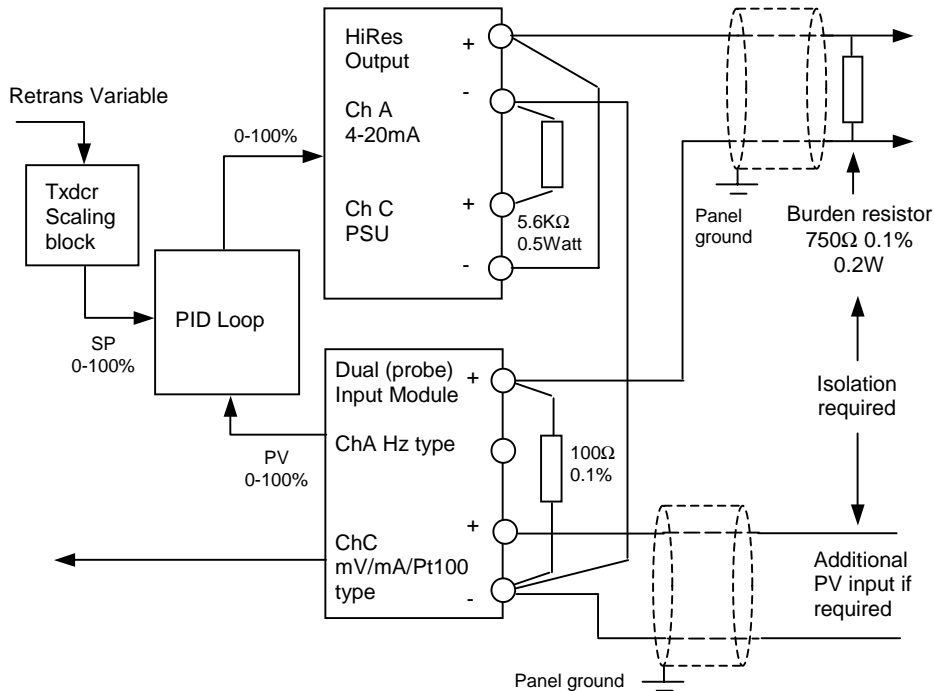 HiRes
Output
+
-
Ch A
4-20mA
Ch C
PSU
+
-
Retrans Variable
0-100%
Txdcr
Scaling
block
5.6KΩ
0.5Watt
Panel
ground
Burden resistor
750Ω 0.1%
0.2W
PID Loop
SP
0-100%
Dual (probe)
Input Module
+
ChA Hz type
PV
0-100%
100Ω
0.1%
Isolation
required
ChC
mV/mA/Pt100
type
+
-
Additional
PV input if
required
Panel ground